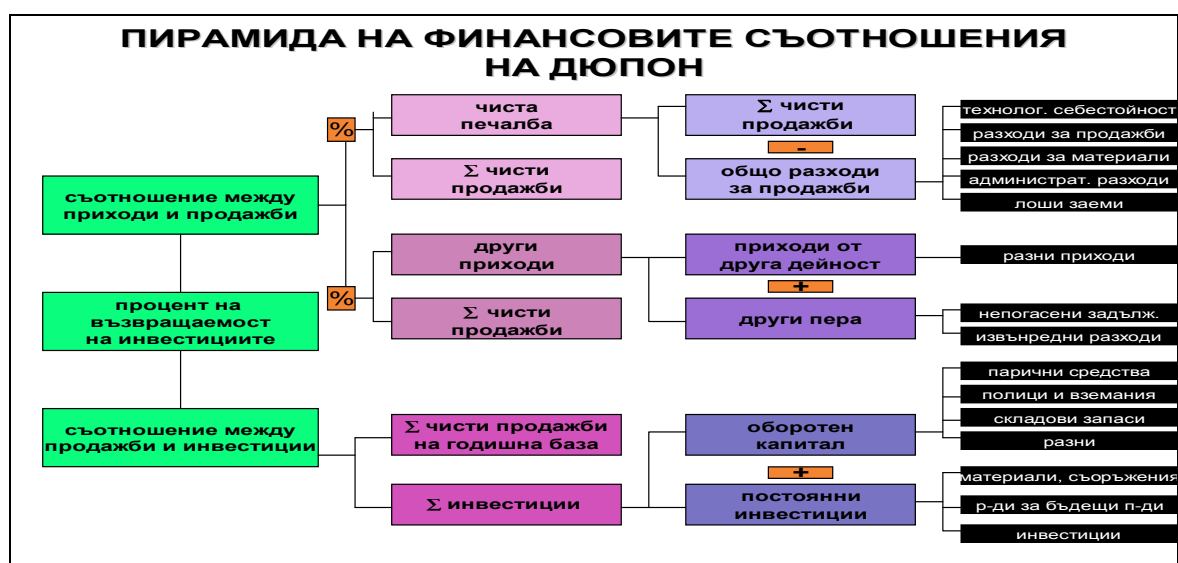 ПИРАМИДА НА ФИНАНСОВИТЕ СЪОТНОШЕНИЯ
НА ДЮПОН
съотношение между
приходи и продажби
процент на
възвращаемост
на инвестициите
съотношение между
продажби и инвестиции
%
%
чиста
печалба
Σ чисти
продажби
други
приходи
Σ чисти
продажби
Σ чисти продажби
на годишна база
Σ инвестиции
Σ чисти
продажби
-
общо разходи
за продажби
приходи от
друга дейност
+
други пера
оборотен
капитал
+
постоянни
инвестиции
технолог. себестойност
разходи за продажби
разходи за материали
администрат. разходи
лоши заеми
разни приходи
непогасени задълж.
извънредни разходи
парични средства
полици и вземания
складови запаси
разни
материали, съоръжения
р-ди за бъдещи п-ди
инвестиции